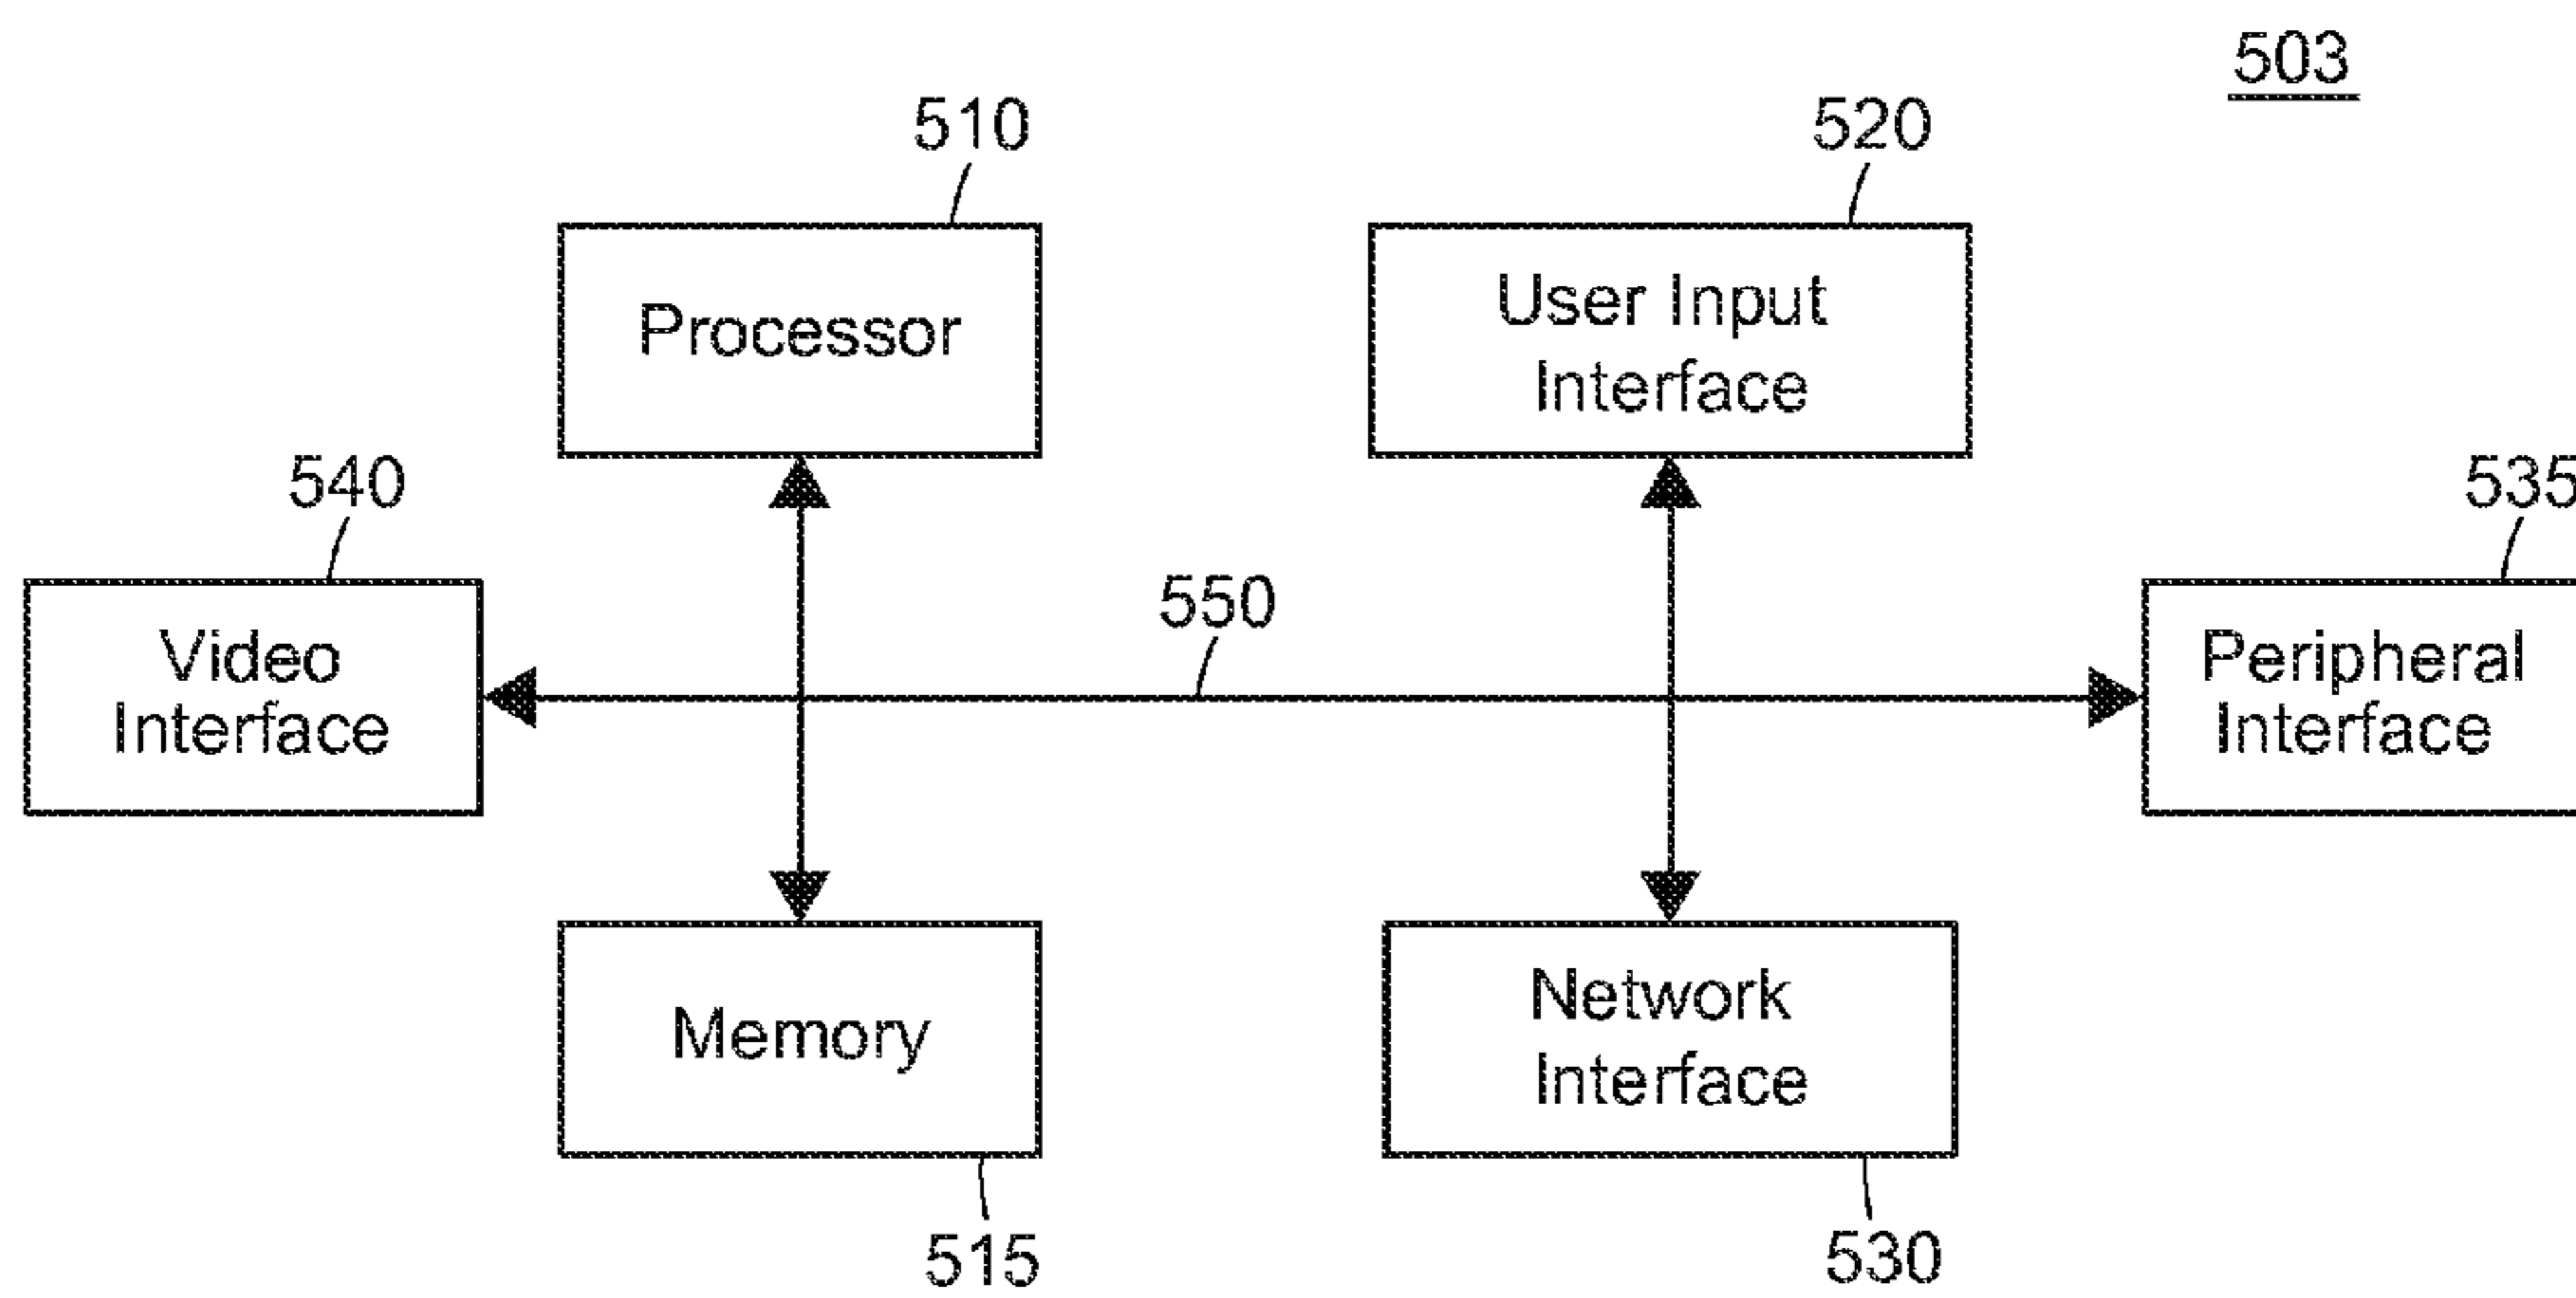 503
510
520
Processor
User Input
Interface
540
535
550
Video
Interface
Peripheral
Interface
Memory
Network
Interface
515
530